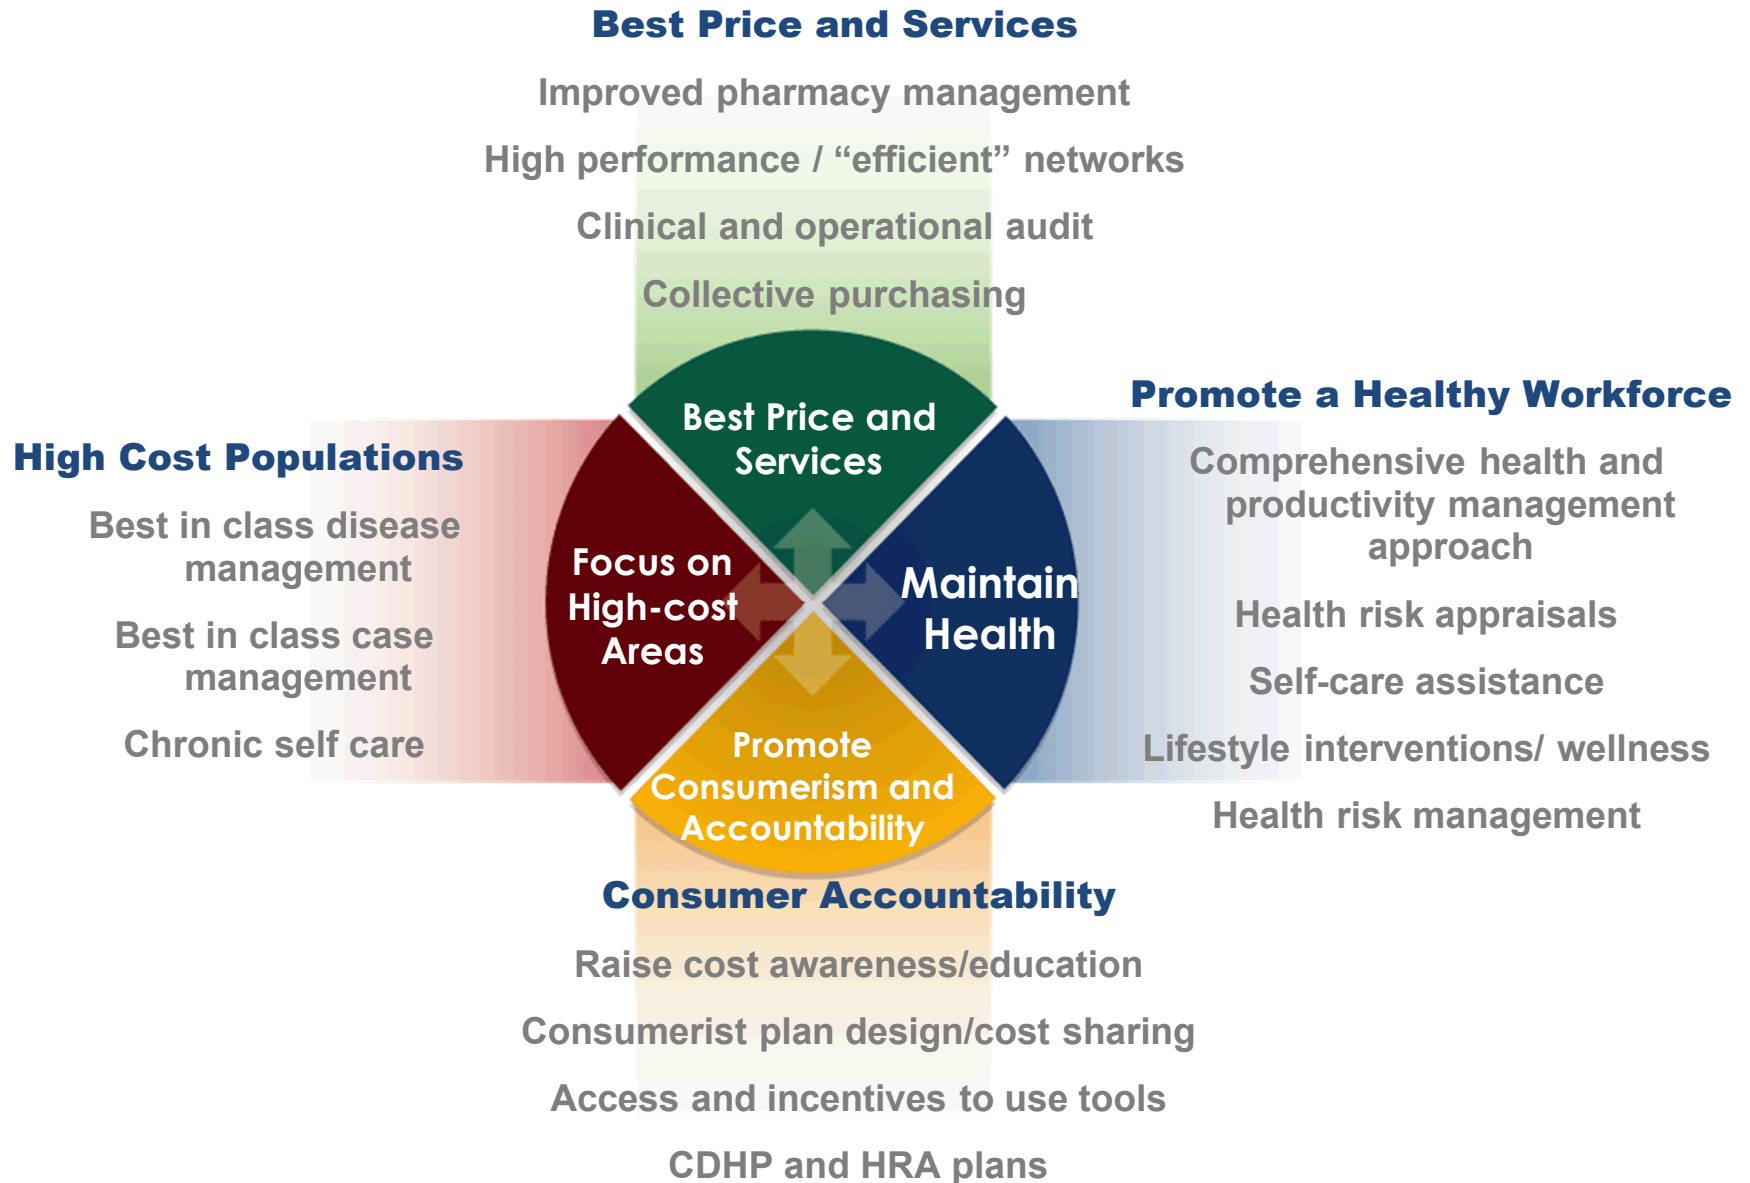 Best Price and Services
Improved pharmacy management
High performance / “efficient” networks
Clinical and operational audit
Collective purchasing
Best Price and
Services
High Cost Populations
Best in class disease
management
Best in class case
management
Chronic self care
Focus on
High-cost
Areas
Maintain
Health
Promote a Healthy Workforce
Comprehensive health and
productivity management
approach
Health risk appraisals
Self-care assistance
Lifestyle interventions/ wellness
Health risk management
Promote
Consumerism and
Accountability
Consumer Accountability
Raise cost awareness/education
Consumerist plan design/cost sharing
Access and incentives to use tools
CDHP and HRA plans